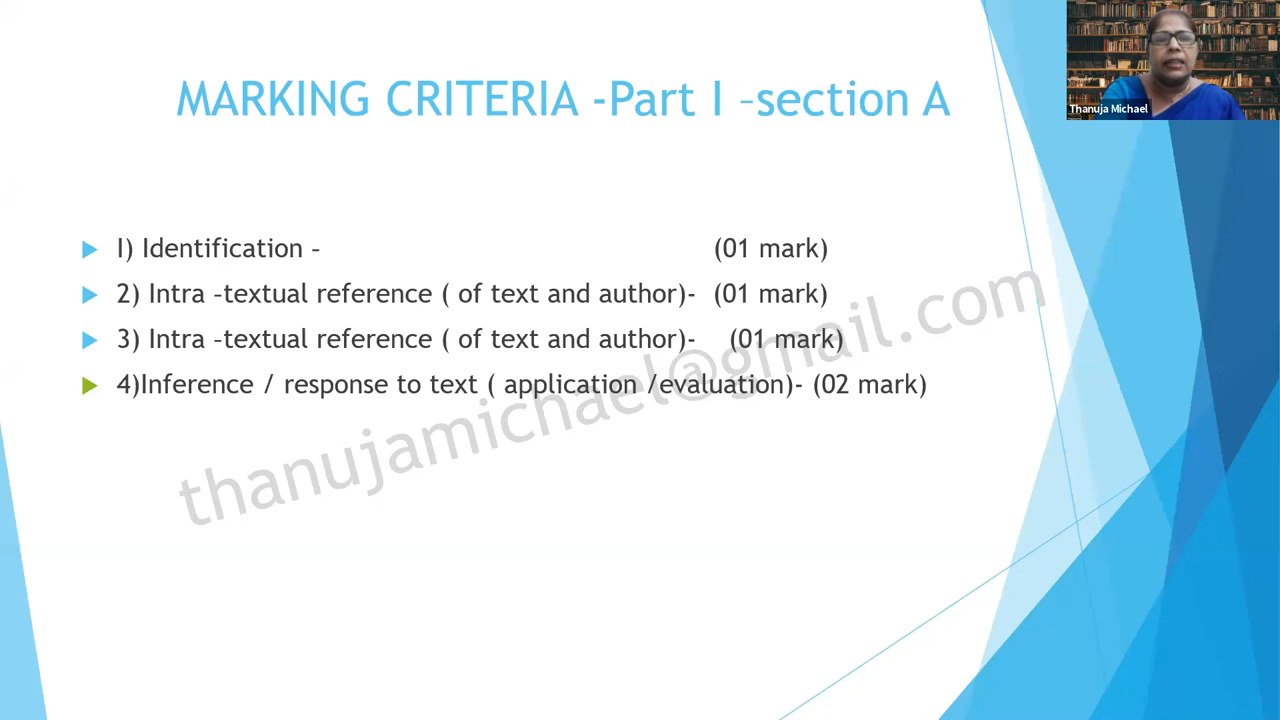 MARKING CRITERIA -Part I –section A
Thanuja Michael
I) Identification – (01 mark)
2) Intra –textual reference ( of text and author)- (01 mark)
3) Intra –textual reference ( of text and author)- (01 mark)
4)Inference / response to text ( application /evaluation)- (02 mark)
thanujamichael@gmail.com